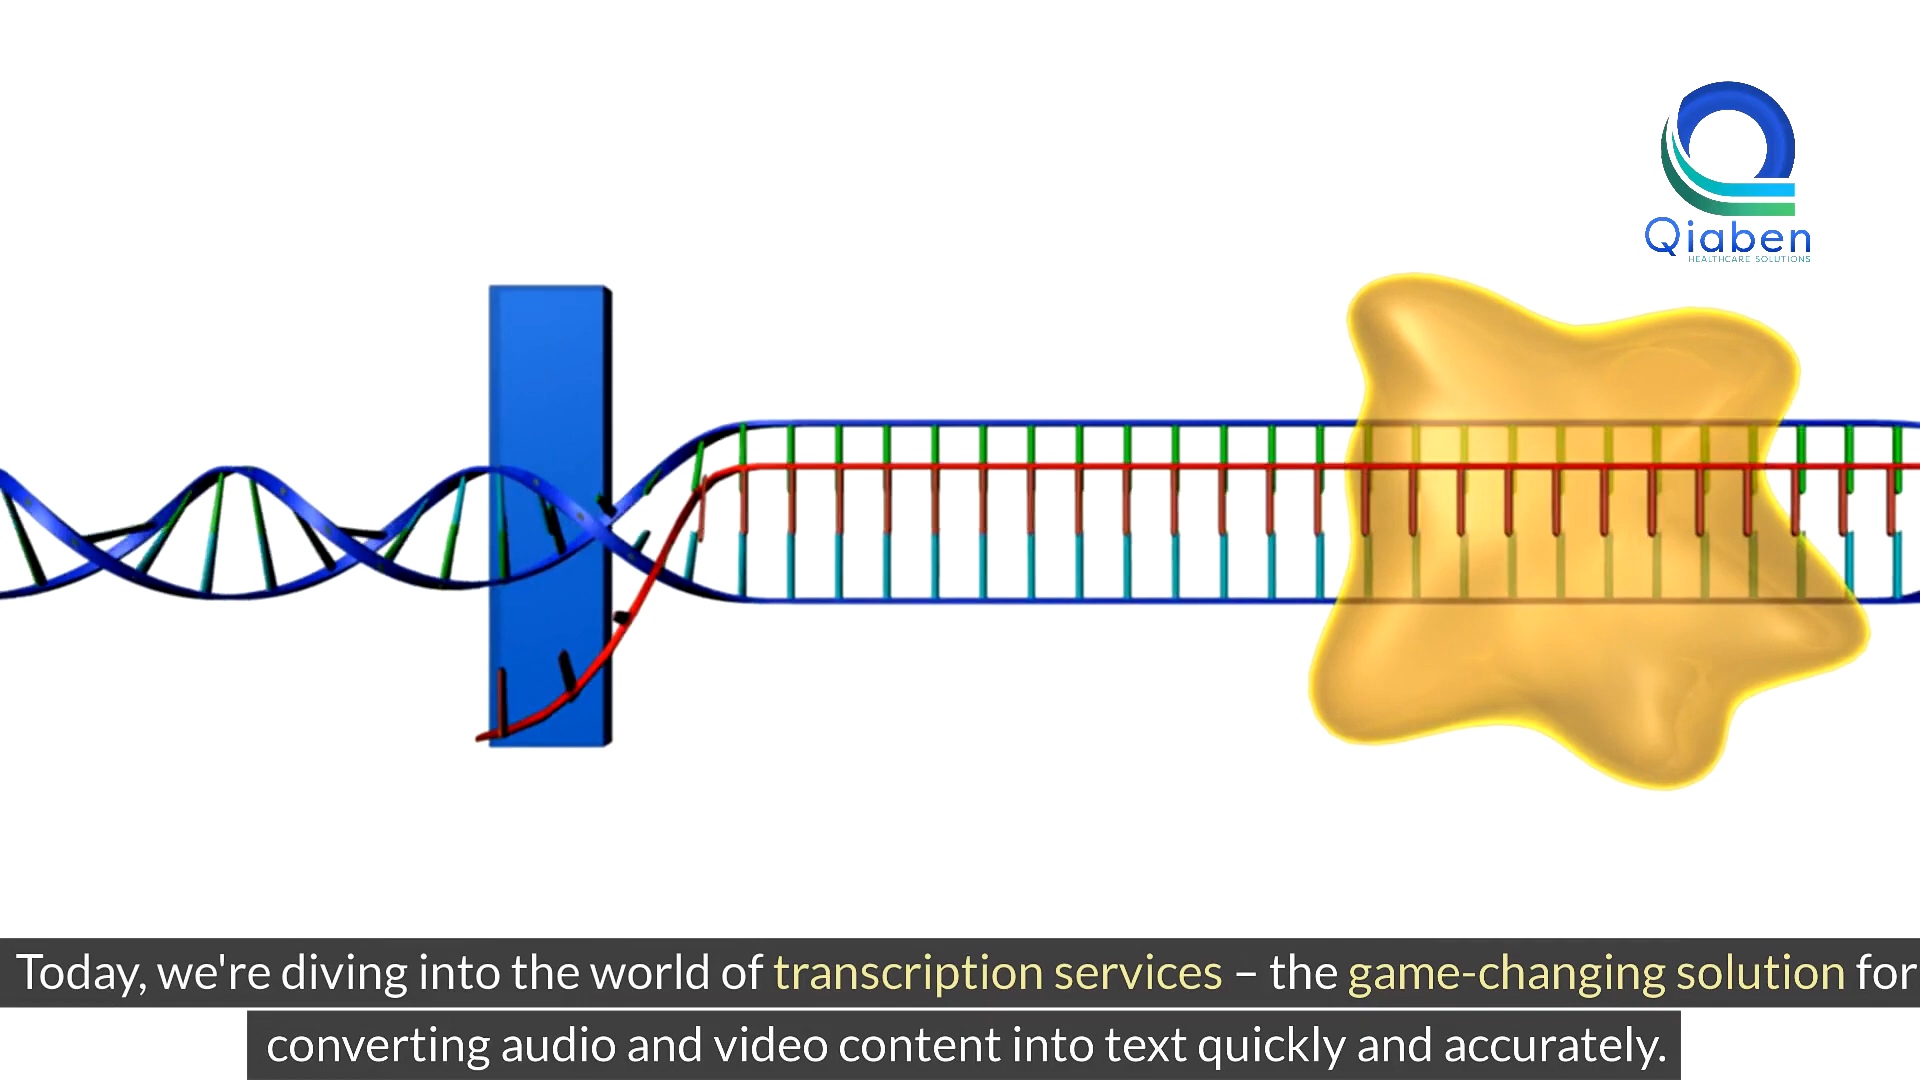 Qiaben
HEALTHCARE SOLUTIONS
Today, we're diving into the world of transcription services – the game-changing solution for
converting audio and video content into text quickly and accurately.